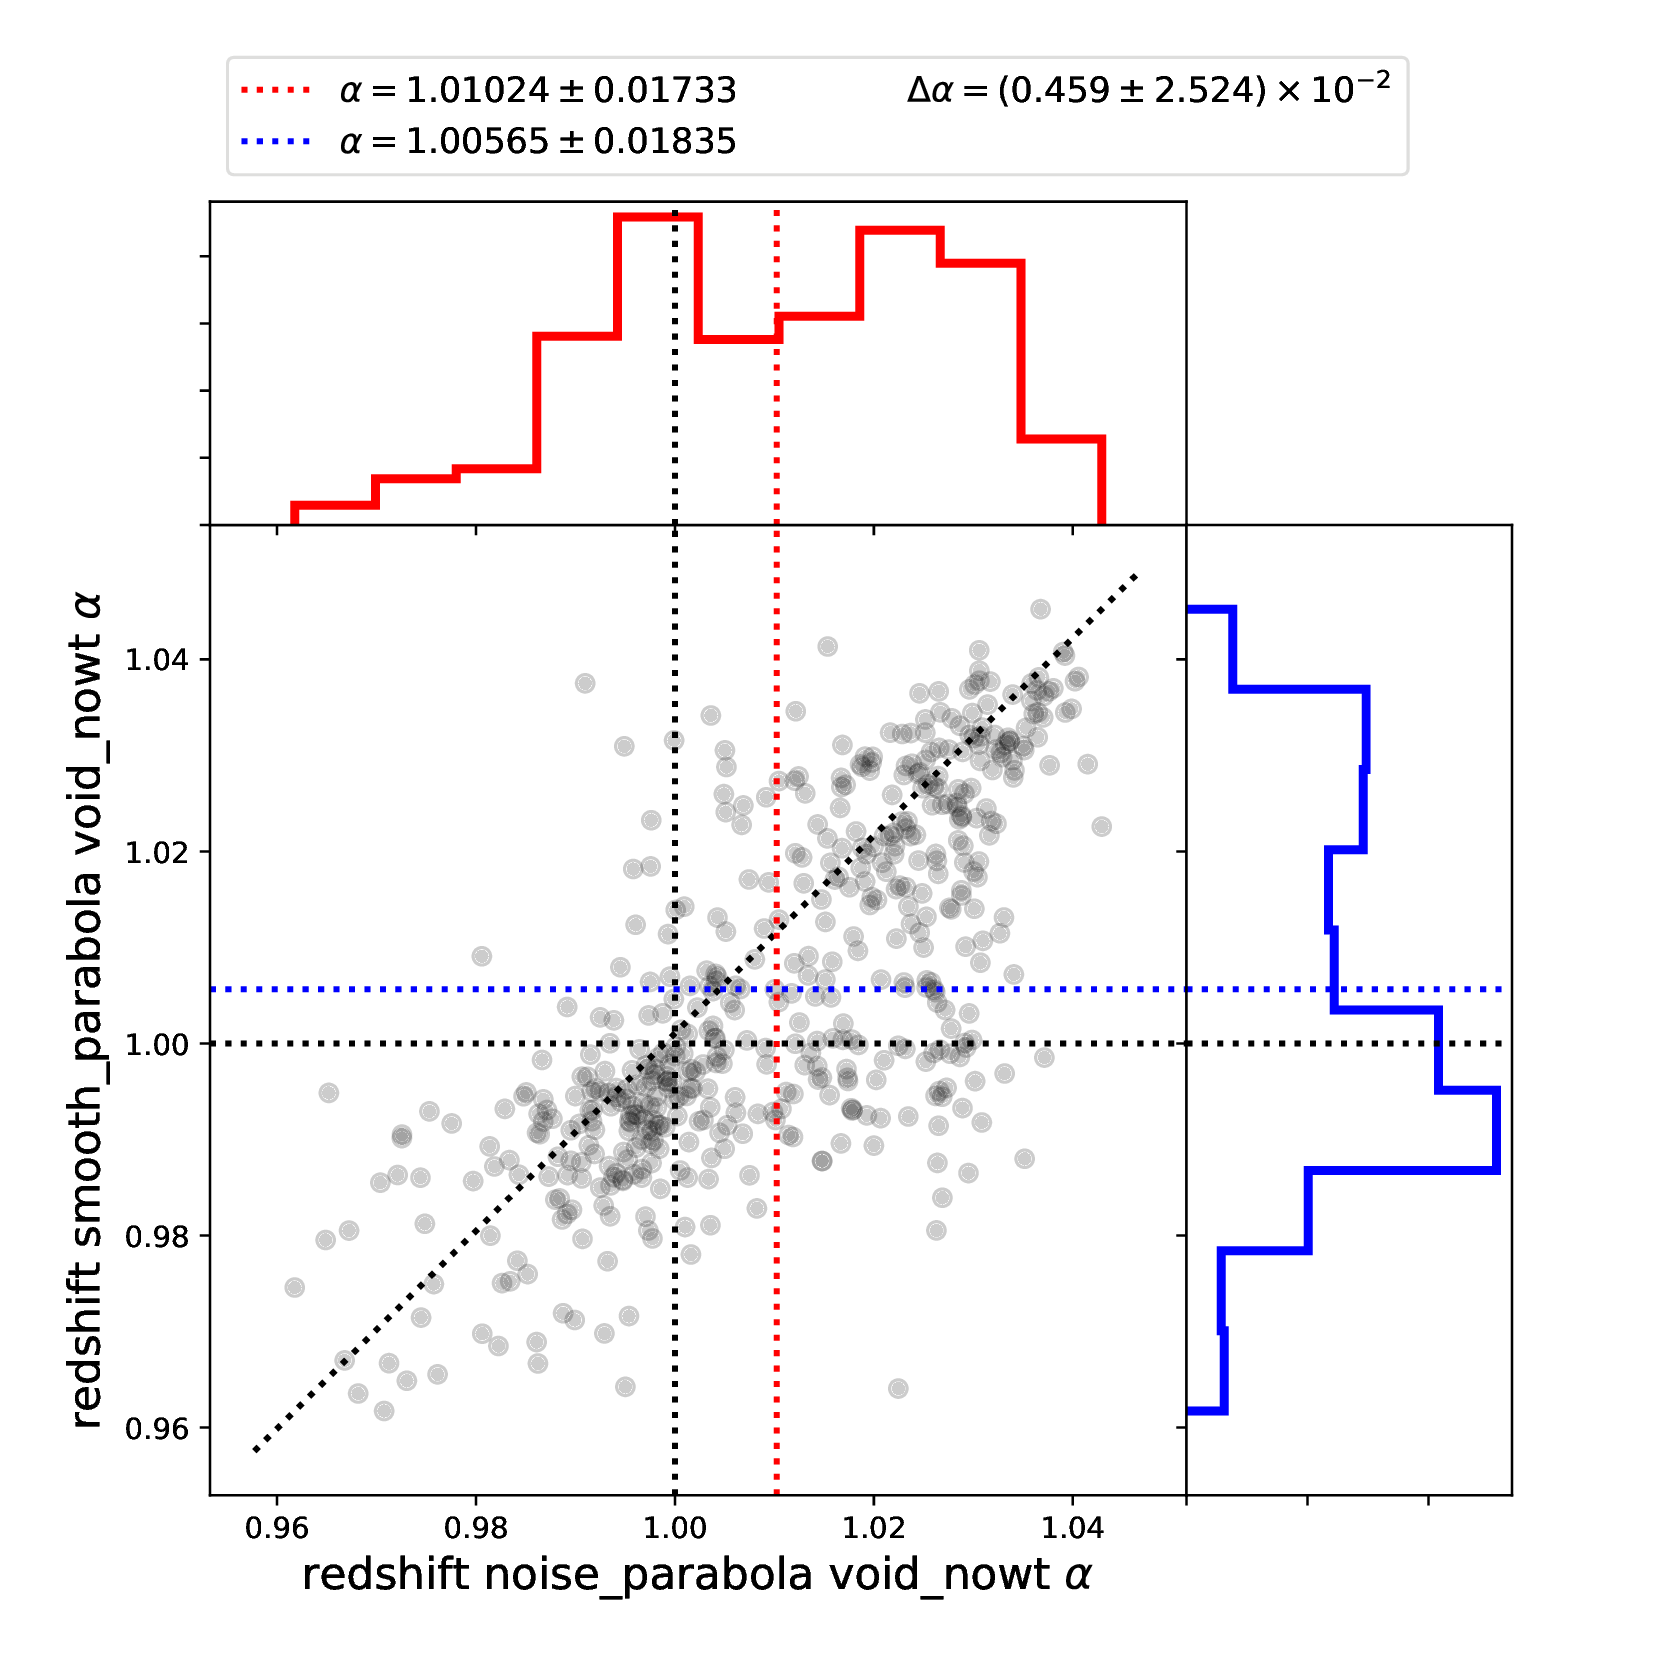 α = 1.01024 ± 0.01733
Δα = (0.459 ± 2.524) × 10⁻²
α = 1.00565 ± 0.01835
redshift smooth_parabola void_nowt α
1.04
1.02
1.00
0.98
0.96
0.96 0.98 1.00 1.02 1.04
redshift noise_parabola void_nowt α